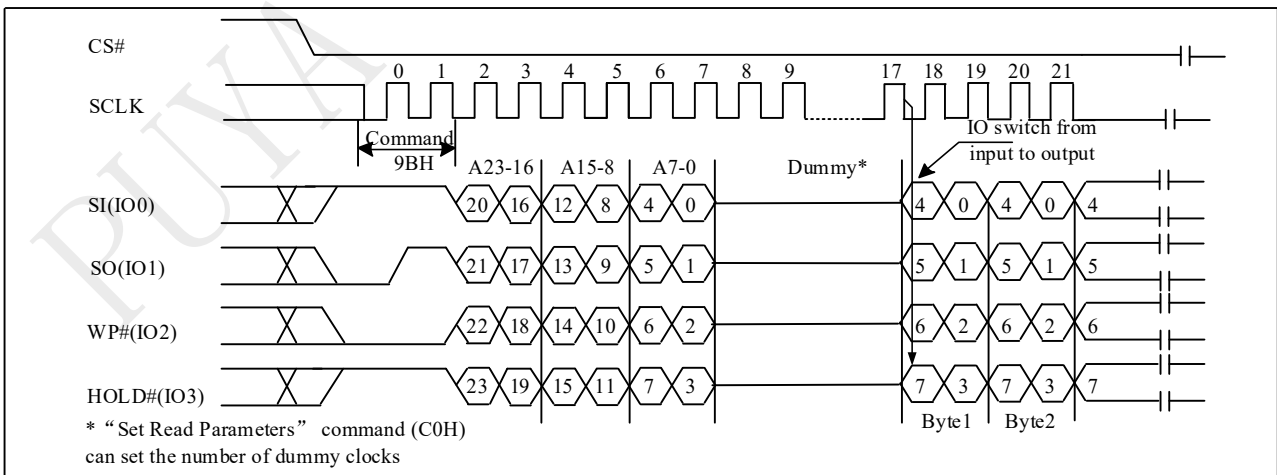 PUYA
CS#
0 1 2 3 4 5 6 7 8 9 17 18 19 20 21
SCLK
Command
9BH
IO switch from
input to output
A23-16 A15-8 A7-0 Dummy*
SI(IO0) 20 16 12 8 4 0 4 0 4 0 4
SO(IO1) 21 17 13 9 5 1 5 1 5 1 5
WP#(IO2) 22 18 14 10 6 2 6 2 6 2 6
HOLD#(IO3) 23 19 15 11 7 3 7 3 7 3 7
Byte1 Byte2
* “Set Read Parameters” command (C0H)
can set the number of dummy clocks